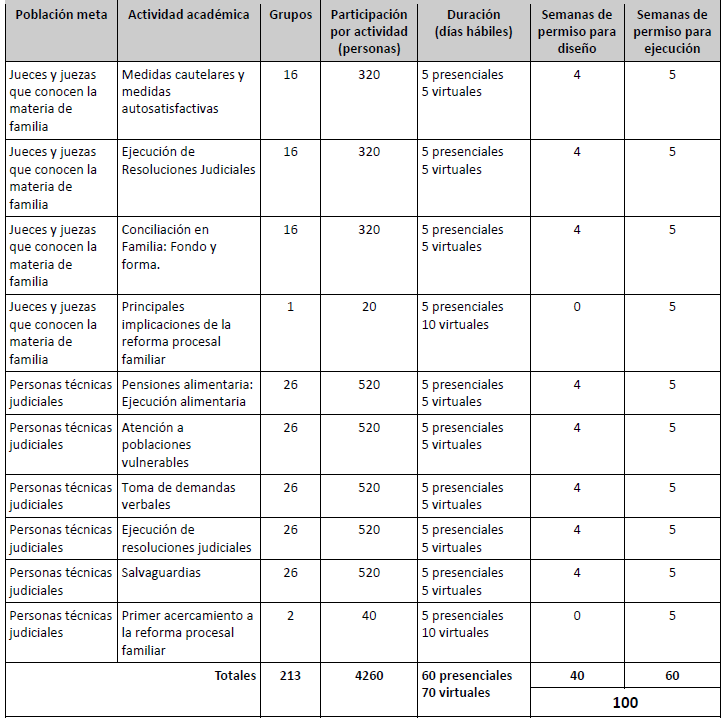 Población meta | Actividad académica | Grupos | Participación por actividad (personas) | Duración (días hábiles) | Semanas de permiso para diseño | Semanas de permiso para ejecución
Jueces y juezas que conocen la materia de familia | Medidas cautelares y medidas autosatisfactivas | 16 | 320 | 5 presenciales 5 virtuales | 4 | 5
Jueces y juezas que conocen la materia de familia | Ejecución de Resoluciones Judiciales | 16 | 320 | 5 presenciales 5 virtuales | 4 | 5
Jueces y juezas que conocen la materia de familia | Conciliación en Familia: Fondo y forma. | 16 | 320 | 5 presenciales 5 virtuales | 4 | 5
Jueces y juezas que conocen la materia de familia | Principales implicaciones de la reforma procesal familiar | 1 | 20 | 5 presenciales 10 virtuales | 0 | 5
Personas técnicas judiciales | Pensiones alimentaria: Ejecución alimentaria | 26 | 520 | 5 presenciales 5 virtuales | 4 | 5
Personas técnicas judiciales | Atención a poblaciones vulnerables | 26 | 520 | 5 presenciales 5 virtuales | 4 | 5
Personas técnicas judiciales | Toma de demandas verbales | 26 | 520 | 5 presenciales 5 virtuales | 4 | 5
Personas técnicas judiciales | Ejecución de resoluciones judiciales | 26 | 520 | 5 presenciales 5 virtuales | 4 | 5
Personas técnicas judiciales | Salvaguardias | 26 | 520 | 5 presenciales 5 virtuales | 4 | 5
Personas técnicas judiciales | Primer acercamiento a la reforma procesal familiar | 2 | 40 | 5 presenciales 10 virtuales | 0 | 5
Totales | 213 | 4260 | 60 presenciales 70 virtuales | 40 | 60
100